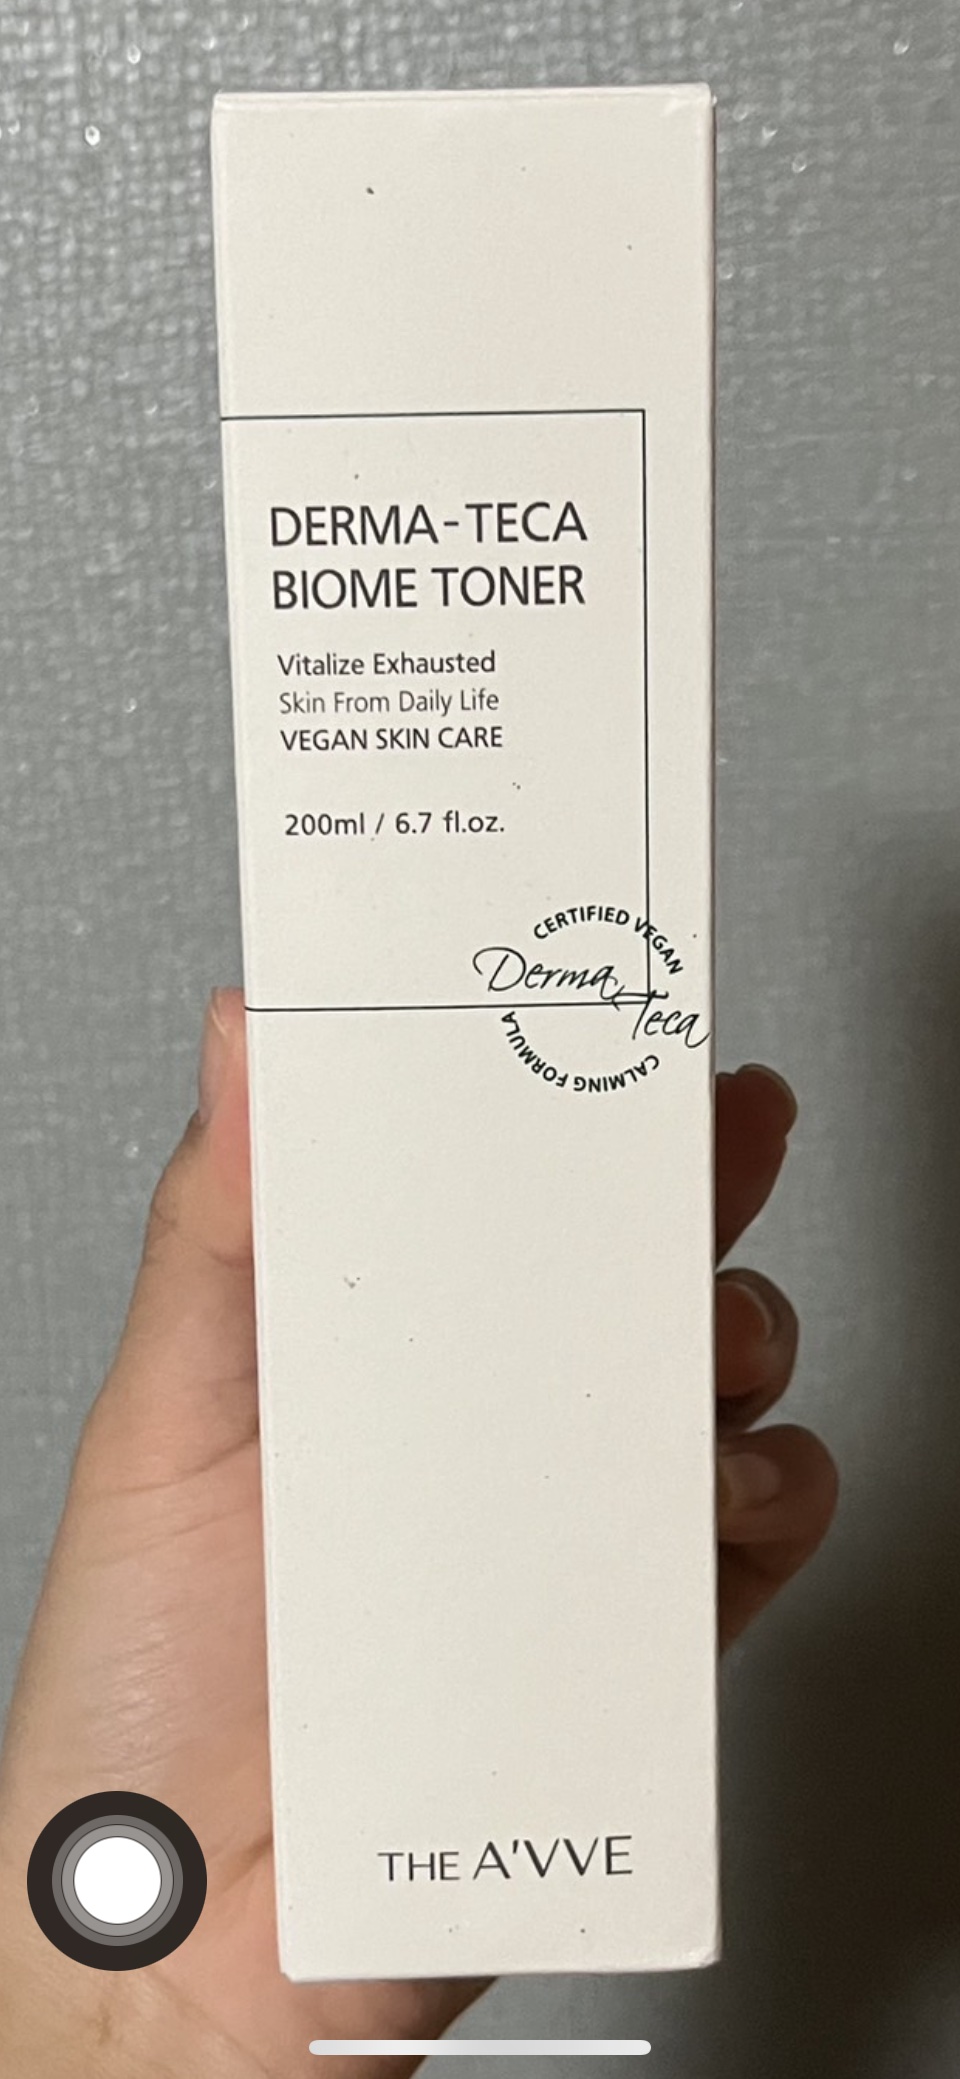 DERMA-TECA
BIOME TONER
Vitalize Exhausted
Skin From Daily Life
VEGAN SKIN CARE
200ml / 6.7 fl.oz.
CERTIFIED VEGAN
Derma Teca
CALMING FORMULA
THE A'VVE